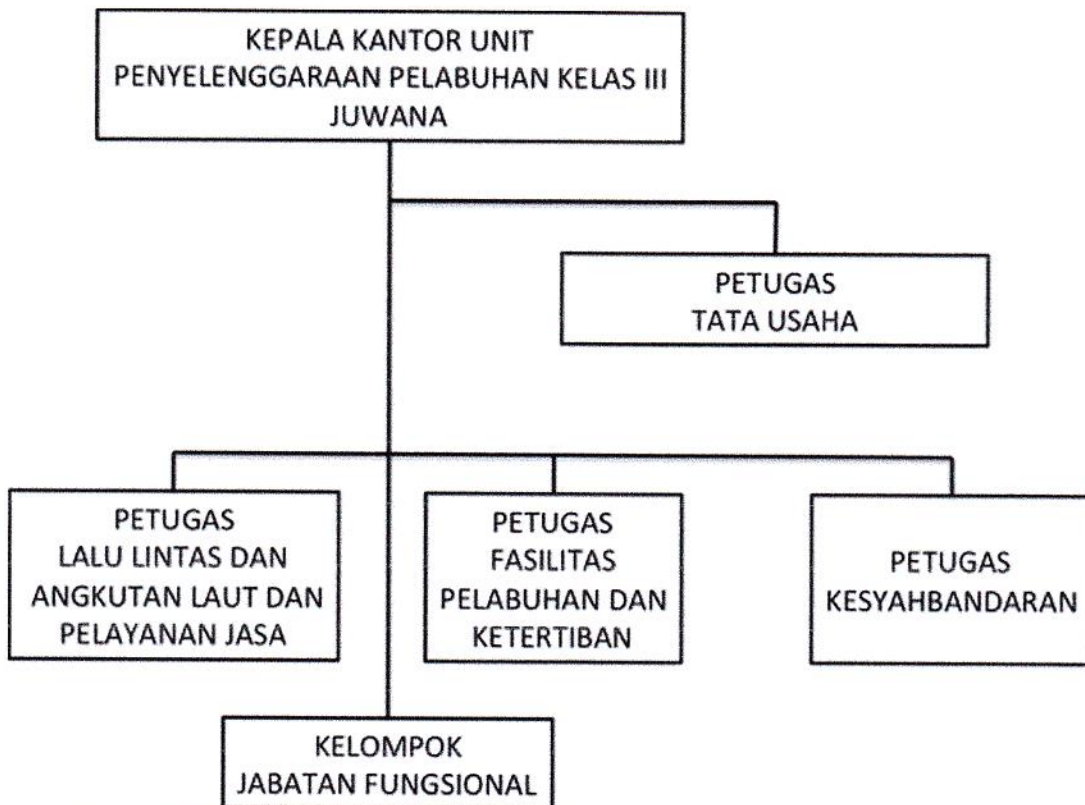 KEPALA KANTOR UNIT
PENYELENGGARAAN PELABUHAN KELAS III
JUWANA
PETUGAS
TATA USAHA
PETUGAS
LALU LINTAS DAN
ANGKUTAN LAUT DAN
PELAYANAN JASA
PETUGAS
FASILITAS
PELABUHAN DAN
KETERTIBAN
PETUGAS
KESYAHBANDARAN
KELOMPOK
JABATAN FUNGSIONAL